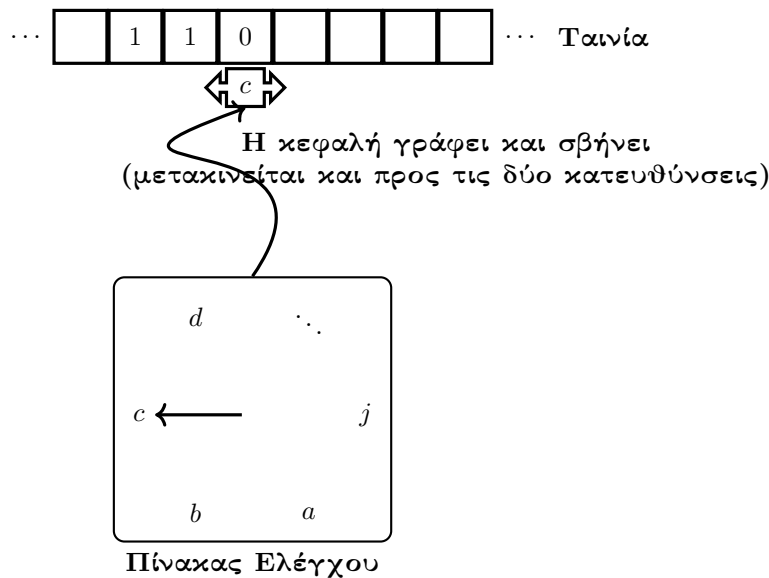 ··· 1 1 0 ··· Ταινία
c
Η κεφαλή γράφει και σβήνει
(μετακινείται και προς τις δύο κατευθύνσεις)
d ⋱
c j
b a
Πίνακας Ελέγχου